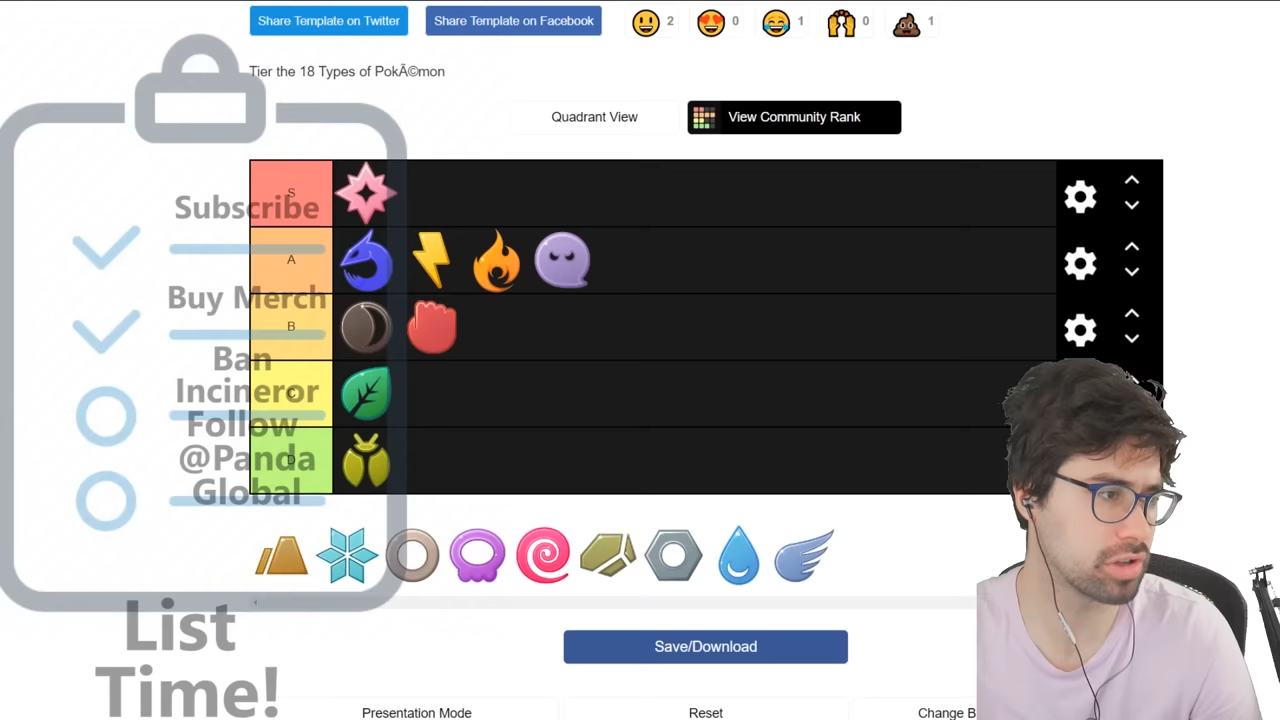 Share Template on Twitter
Share Template on Facebook
2
0
1
0
1
Tier the 18 Types of PokÃ©mon
Quadrant View
View Community Rank
S
A
B
C
D
Subscribe
Buy Merch
Ban
Incineror
Follow
@Panda
Global
List
Time!
Save/Download
Presentation Mode
Reset
Change B